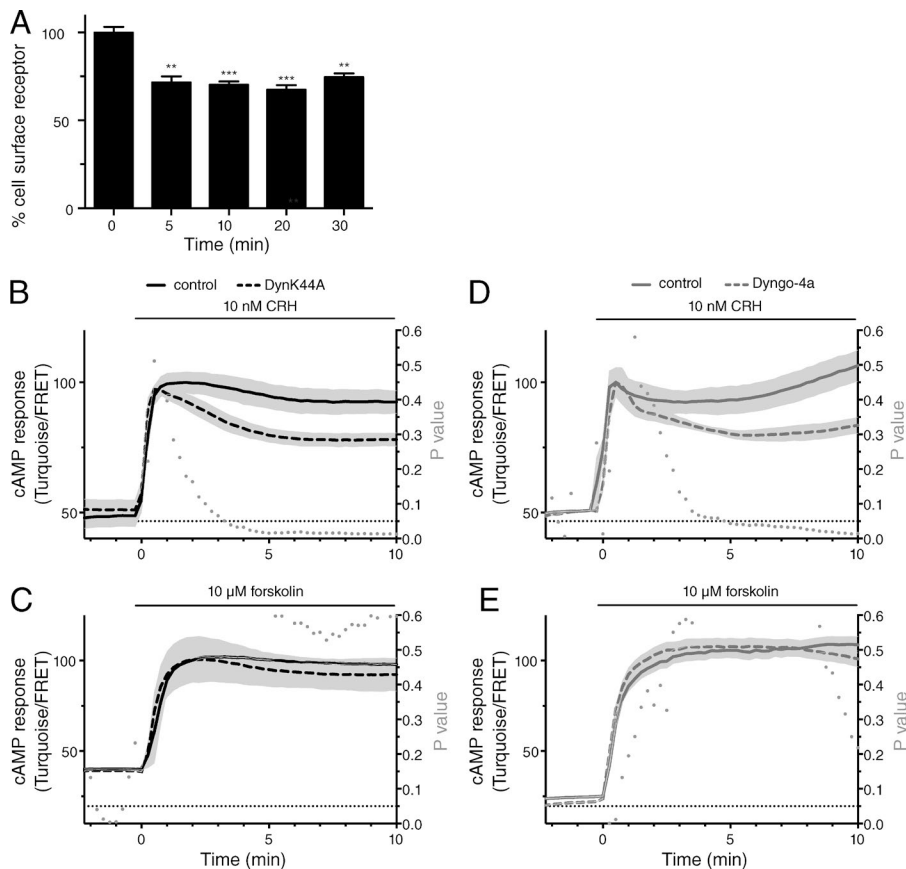 A
% cell surface receptor
100
50
0
** *** *** **
**
0 5 10 20 30
Time (min)
B
control DynK44A
10 nM CRH
cAMP response
(Turquoise/FRET)
100
50
0 5 10
0.6
0.5
0.4
0.3
0.2
0.1
0.0
P value
D
control Dyngo-4a
10 nM CRH
cAMP response
(Turquoise/FRET)
100
50
0 5 10
0.6
0.5
0.4
0.3
0.2
0.1
0.0
P value
C
10 µM forskolin
cAMP response
(Turquoise/FRET)
100
50
0 5 10
Time (min)
0.6
0.5
0.4
0.3
0.2
0.1
0.0
P value
E
10 µM forskolin
cAMP response
(Turquoise/FRET)
100
50
0 5 10
Time (min)
0.6
0.5
0.4
0.3
0.2
0.1
0.0
P value